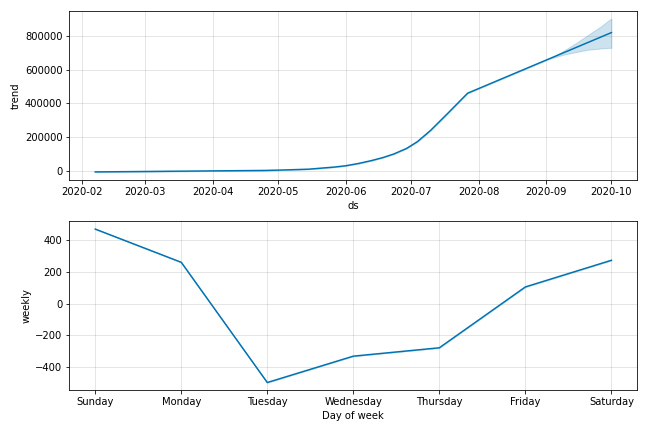 800000
600000
400000
200000
0
trend
2020-02 2020-03 2020-04 2020-05 2020-06 2020-07 2020-08 2020-09 2020-10
ds
400
200
0
−200
−400
weekly
Sunday Monday Tuesday Wednesday Thursday Friday Saturday
Day of week